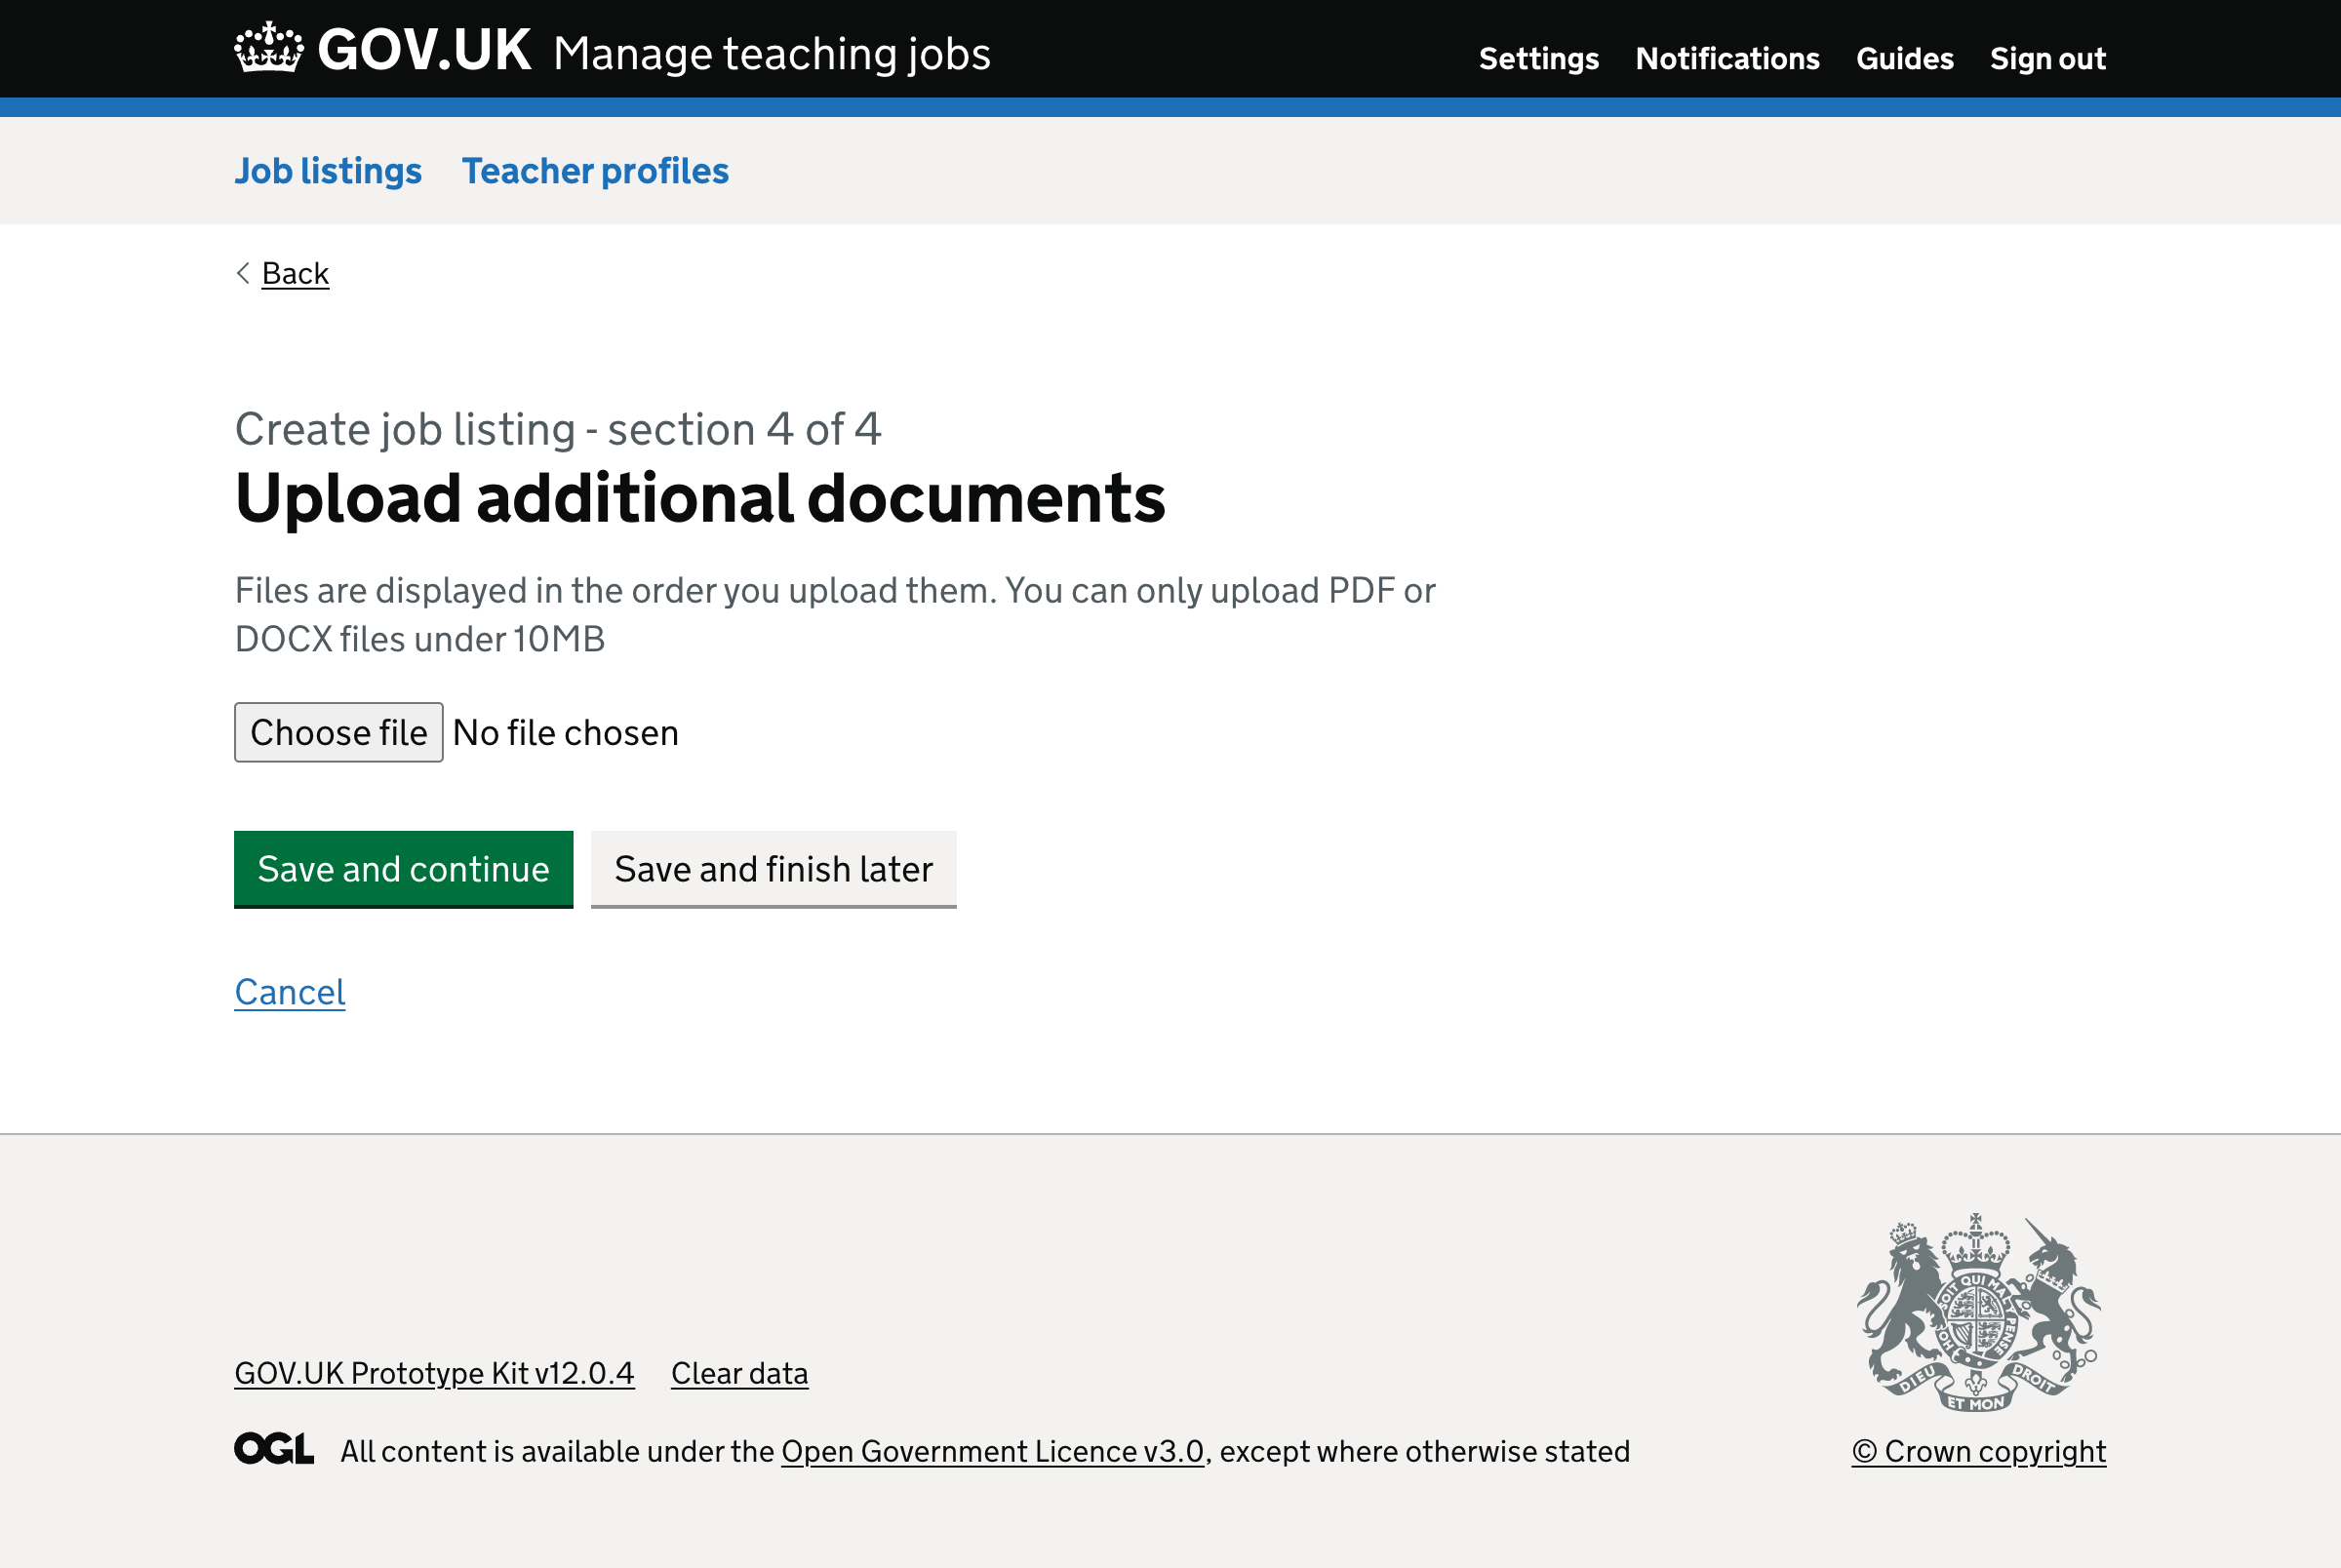 GOV.UK Manage teaching jobs
Settings Notifications Guides Sign out
Job listings Teacher profiles
Back
Create job listing - section 4 of 4
Upload additional documents
Files are displayed in the order you upload them. You can only upload PDF or
DOCX files under 10MB
Choose file No file chosen
Save and continue Save and finish later
Cancel
SOIT QUI MAL PENSE
DIEU ET MON DROIT
GOV.UK Prototype Kit v12.0.4 Clear data
OGL All content is available under the Open Government Licence v3.0, except where otherwise stated
© Crown copyright